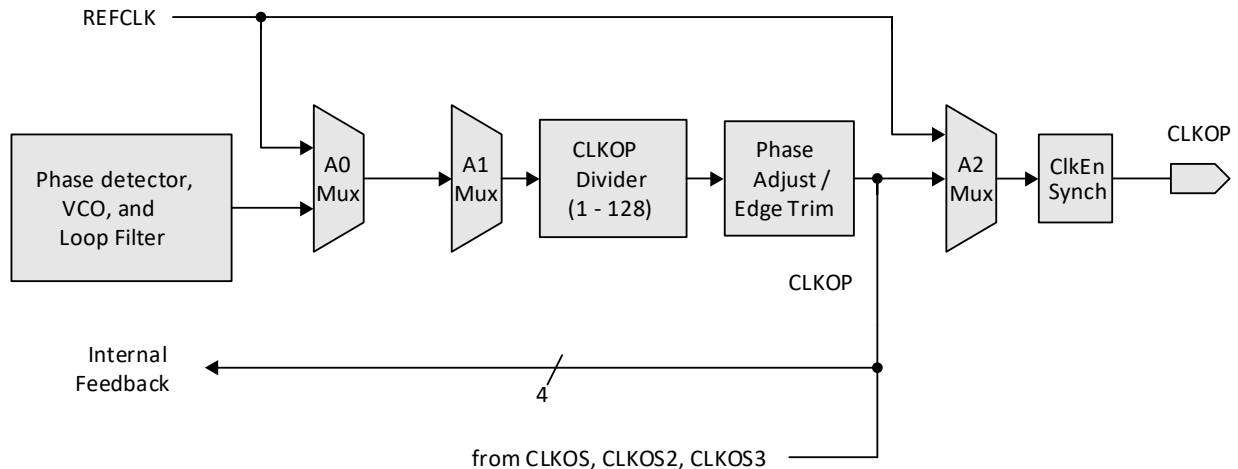 REFCLK
Phase detector,
VCO, and
Loop Filter
A0
Mux
A1
Mux
CLKOP
Divider
(1 - 128)
Phase
Adjust /
Edge Trim
A2
Mux
ClkEn
Synch
CLKOP
CLKOP
Internal
Feedback
4
from CLKOS, CLKOS2, CLKOS3